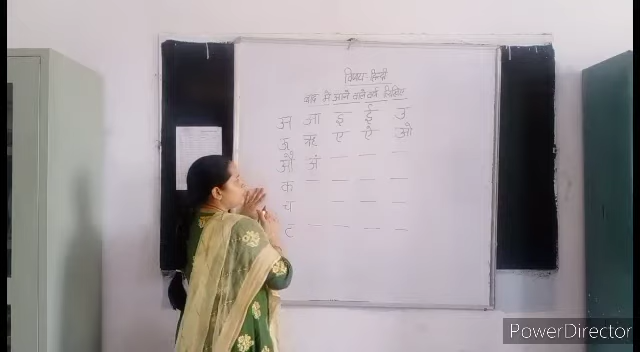 विषय हिन्दी
बाद में आने वाले वर्ण लिखिए
अ आ इ ई उ
ऊ ऋ ए ऐ ओ
औ अं — — —
क — — — —
च — — —
ट — — — —
PowerDirector